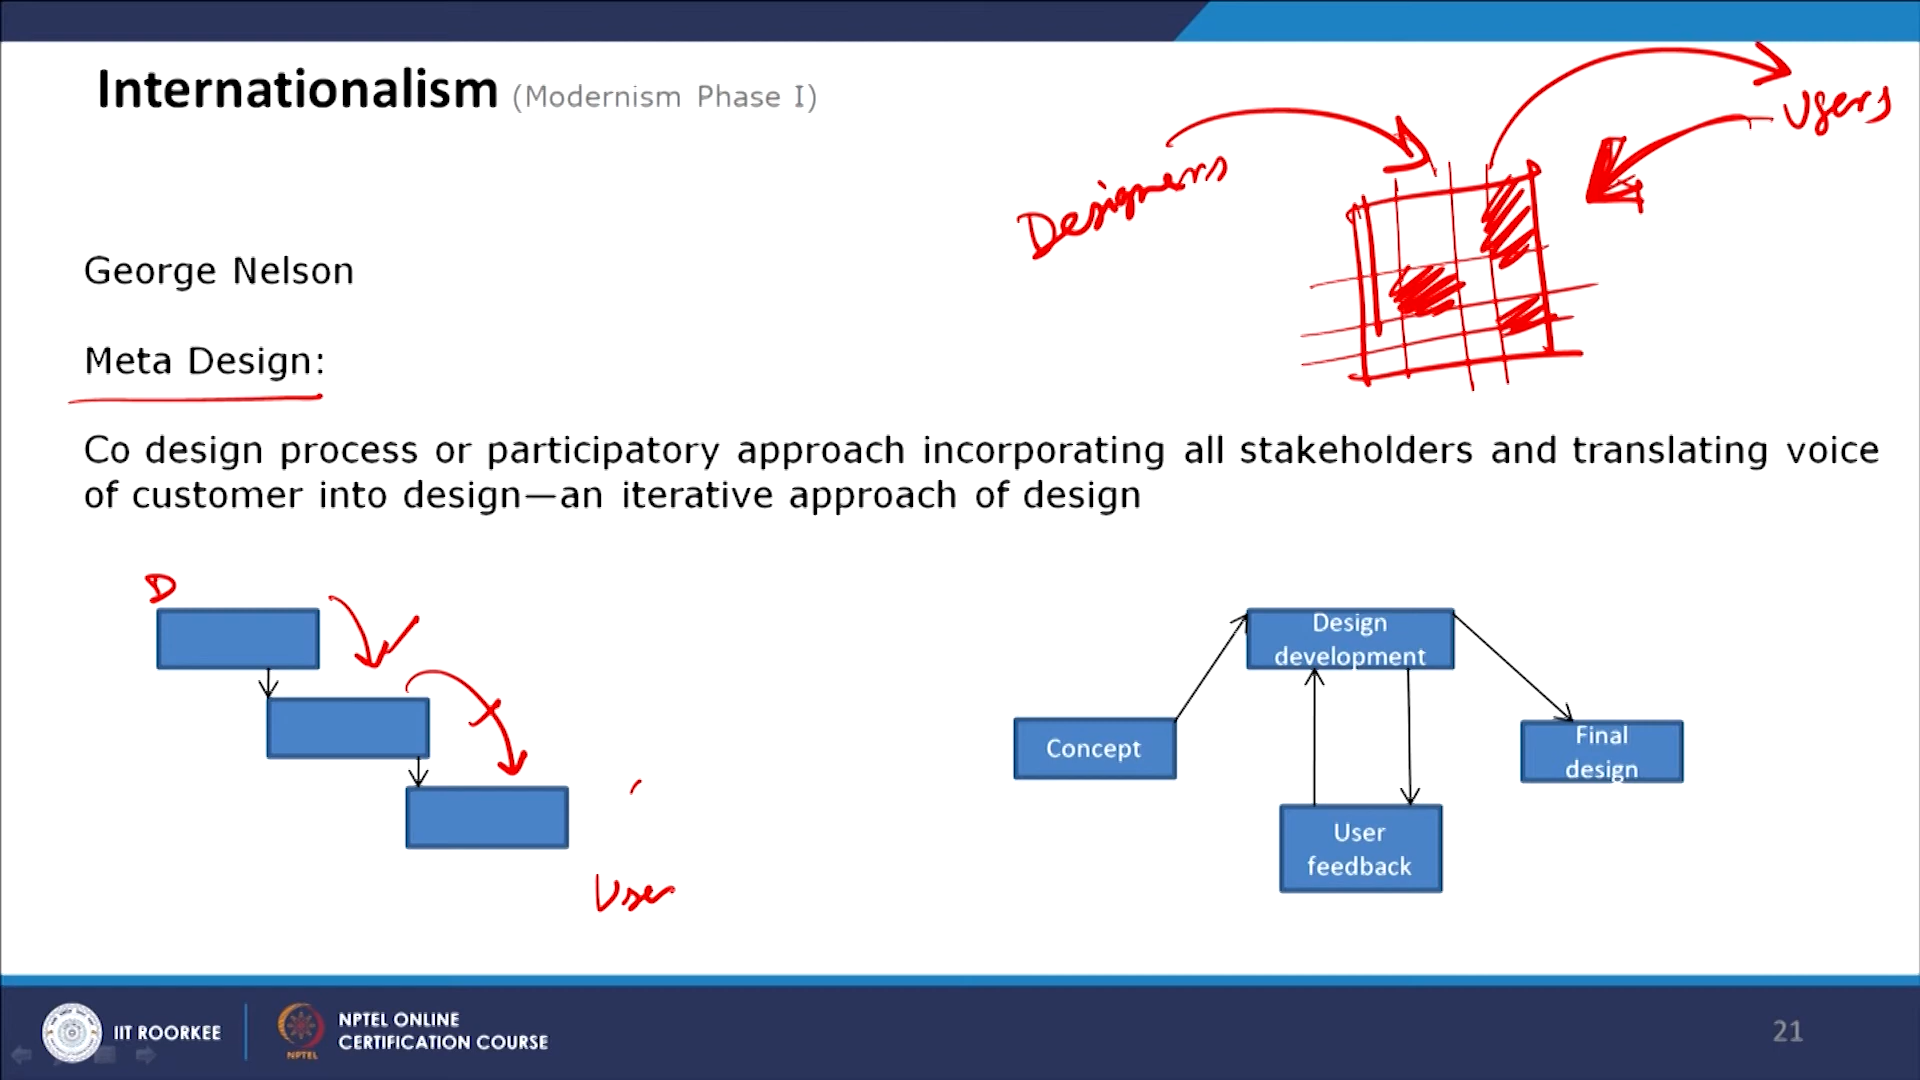 Internationalism (Modernism Phase I)
Users
Designers
George Nelson
Meta Design:
Co design process or participatory approach incorporating all stakeholders and translating voice
of customer into design—an iterative approach of design
D
User
Design
development
Concept
Final
design
User
feedback
IIT ROORKEE
NPTEL
NPTEL ONLINE
CERTIFICATION COURSE
21